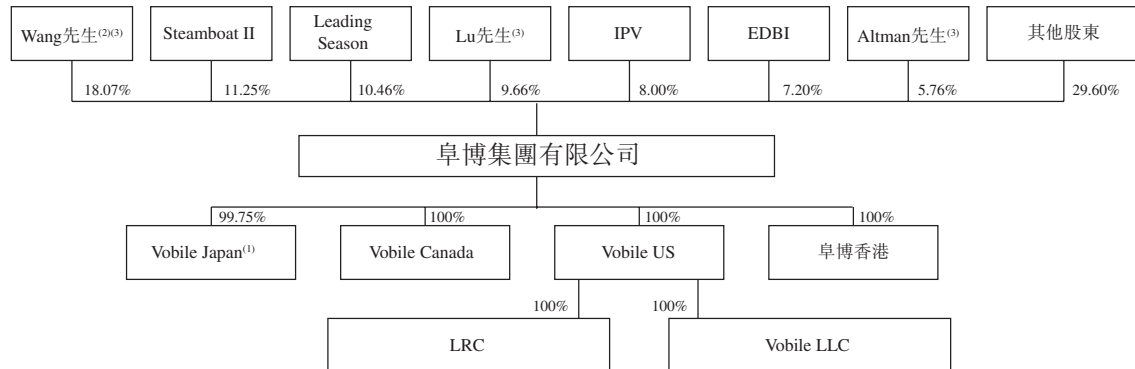 Wang先生(2)(3)
Steamboat II
Leading
Season
Lu先生(3)
IPV
EDBI
Altman先生(3)
其他股東
18.07%
11.25%
10.46%
9.66%
8.00%
7.20%
5.76%
29.60%
阜博集團有限公司
99.75%
100%
100%
100%
Vobile Japan(1)
Vobile Canada
Vobile US
阜博香港
100%
100%
LRC
Vobile LLC